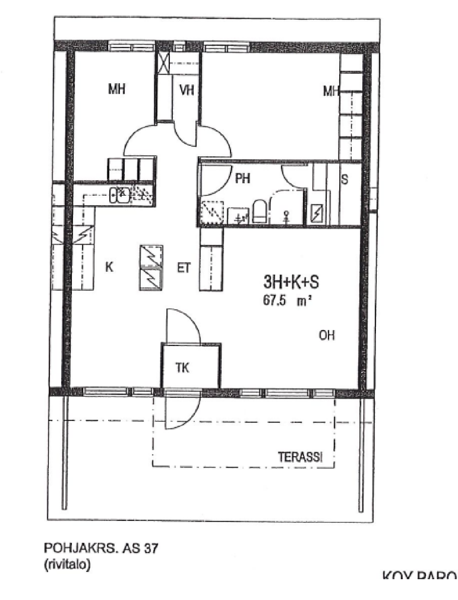 MH
VH
MH
PH
S
K
ET
3H+K+S
67.5 m²
OH
TK
TERASSI
POHJAKRS. AS 37
(rivitalo)
KOY PARO